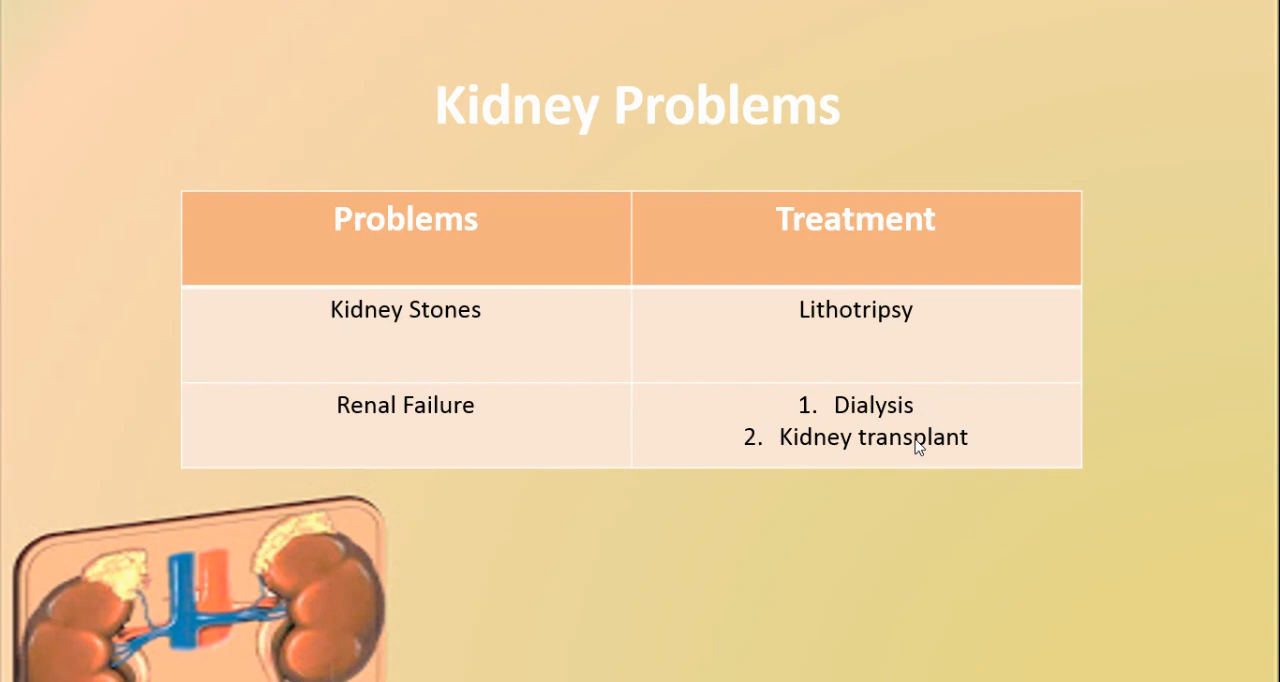 Kidney Problems
Problems
Treatment
Kidney Stones
Lithotripsy
Renal Failure
1. Dialysis
2. Kidney transplant